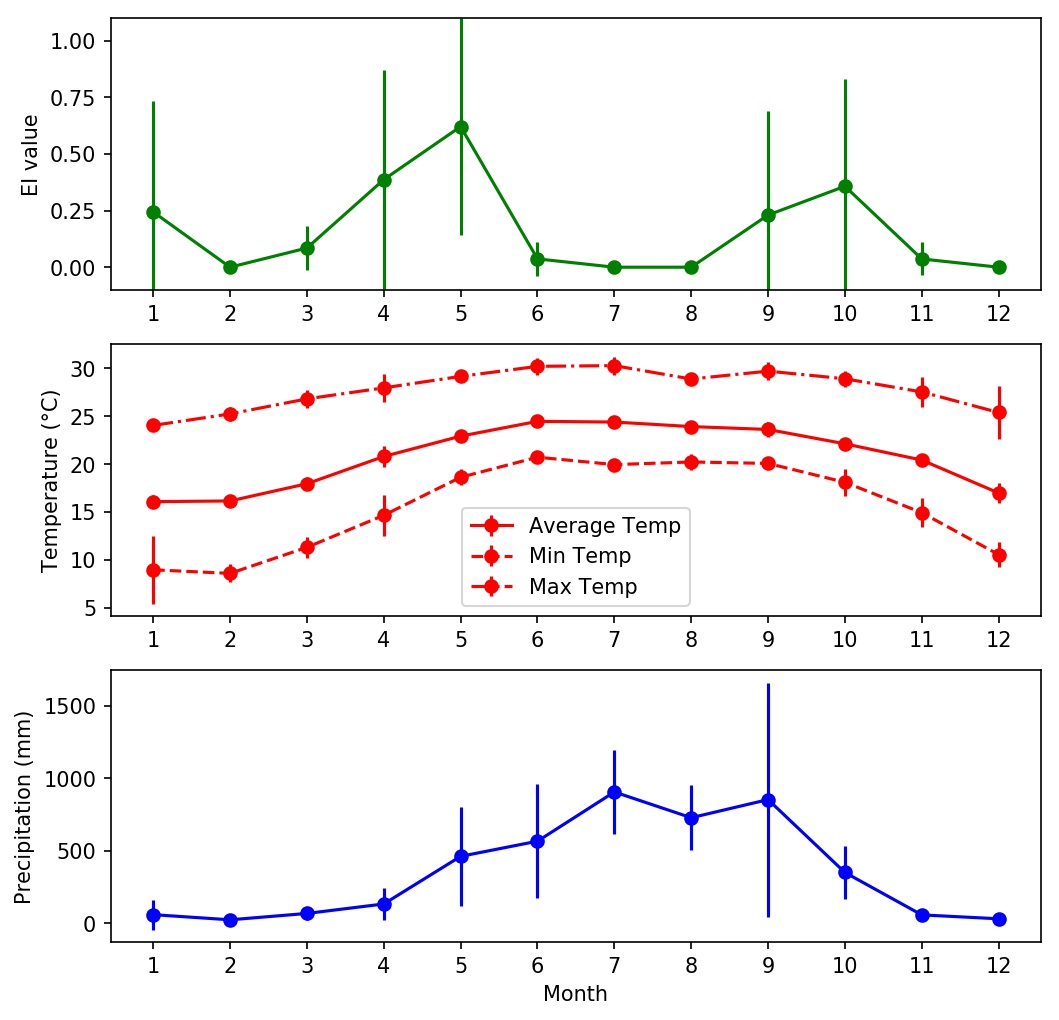 EI value
1.00
0.75
0.50
0.25
0.00
1 2 3 4 5 6 7 8 9 10 11 12
Temperature (°C)
30
25
20
15
10
5
Average Temp
Min Temp
Max Temp
1 2 3 4 5 6 7 8 9 10 11 12
Precipitation (mm)
1500
1000
500
0
1 2 3 4 5 6 7 8 9 10 11 12
Month